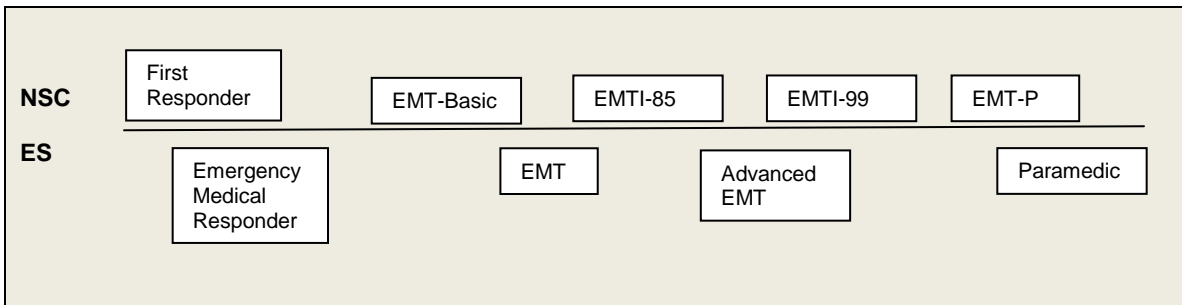 NSC
First
Responder
EMT-Basic
EMTI-85
EMTI-99
EMT-P
ES
Emergency
Medical
Responder
EMT
Advanced
EMT
Paramedic